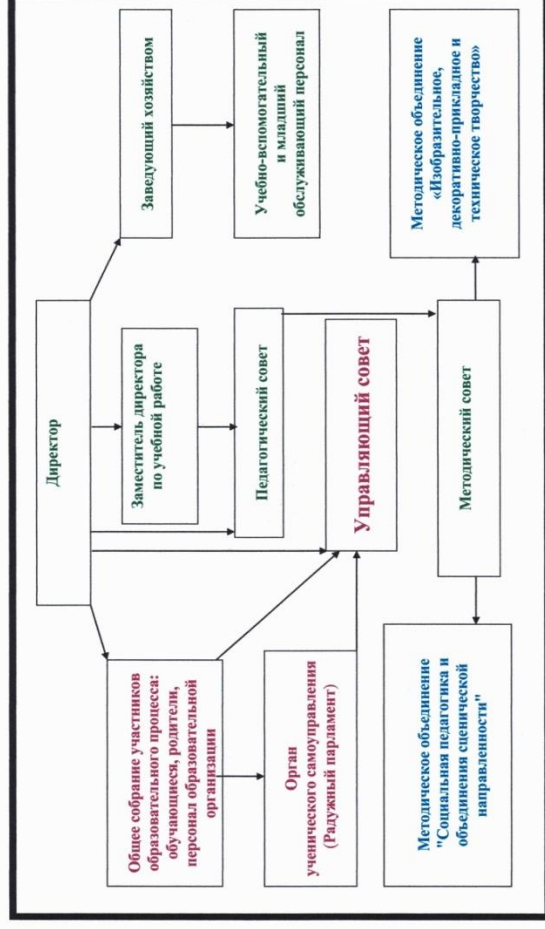 Директор
Общее собрание участников
образовательного процесса:
обучающиеся, родители,
персонал образовательной
организации
Заместитель директора
по учебной работе
Заведующий хозяйством
Орган
ученического самоуправления
(Радужный парламент)
Педагогический совет
Учебно-вспомогательный
и младший
обслуживающий персонал
Управляющий совет
Методическое объединение
"Социальная педагогика и
объединения сценической
направленности"
Методический совет
Методическое объединение
«Изобразительное,
декоративно-прикладное и
техническое творчество»